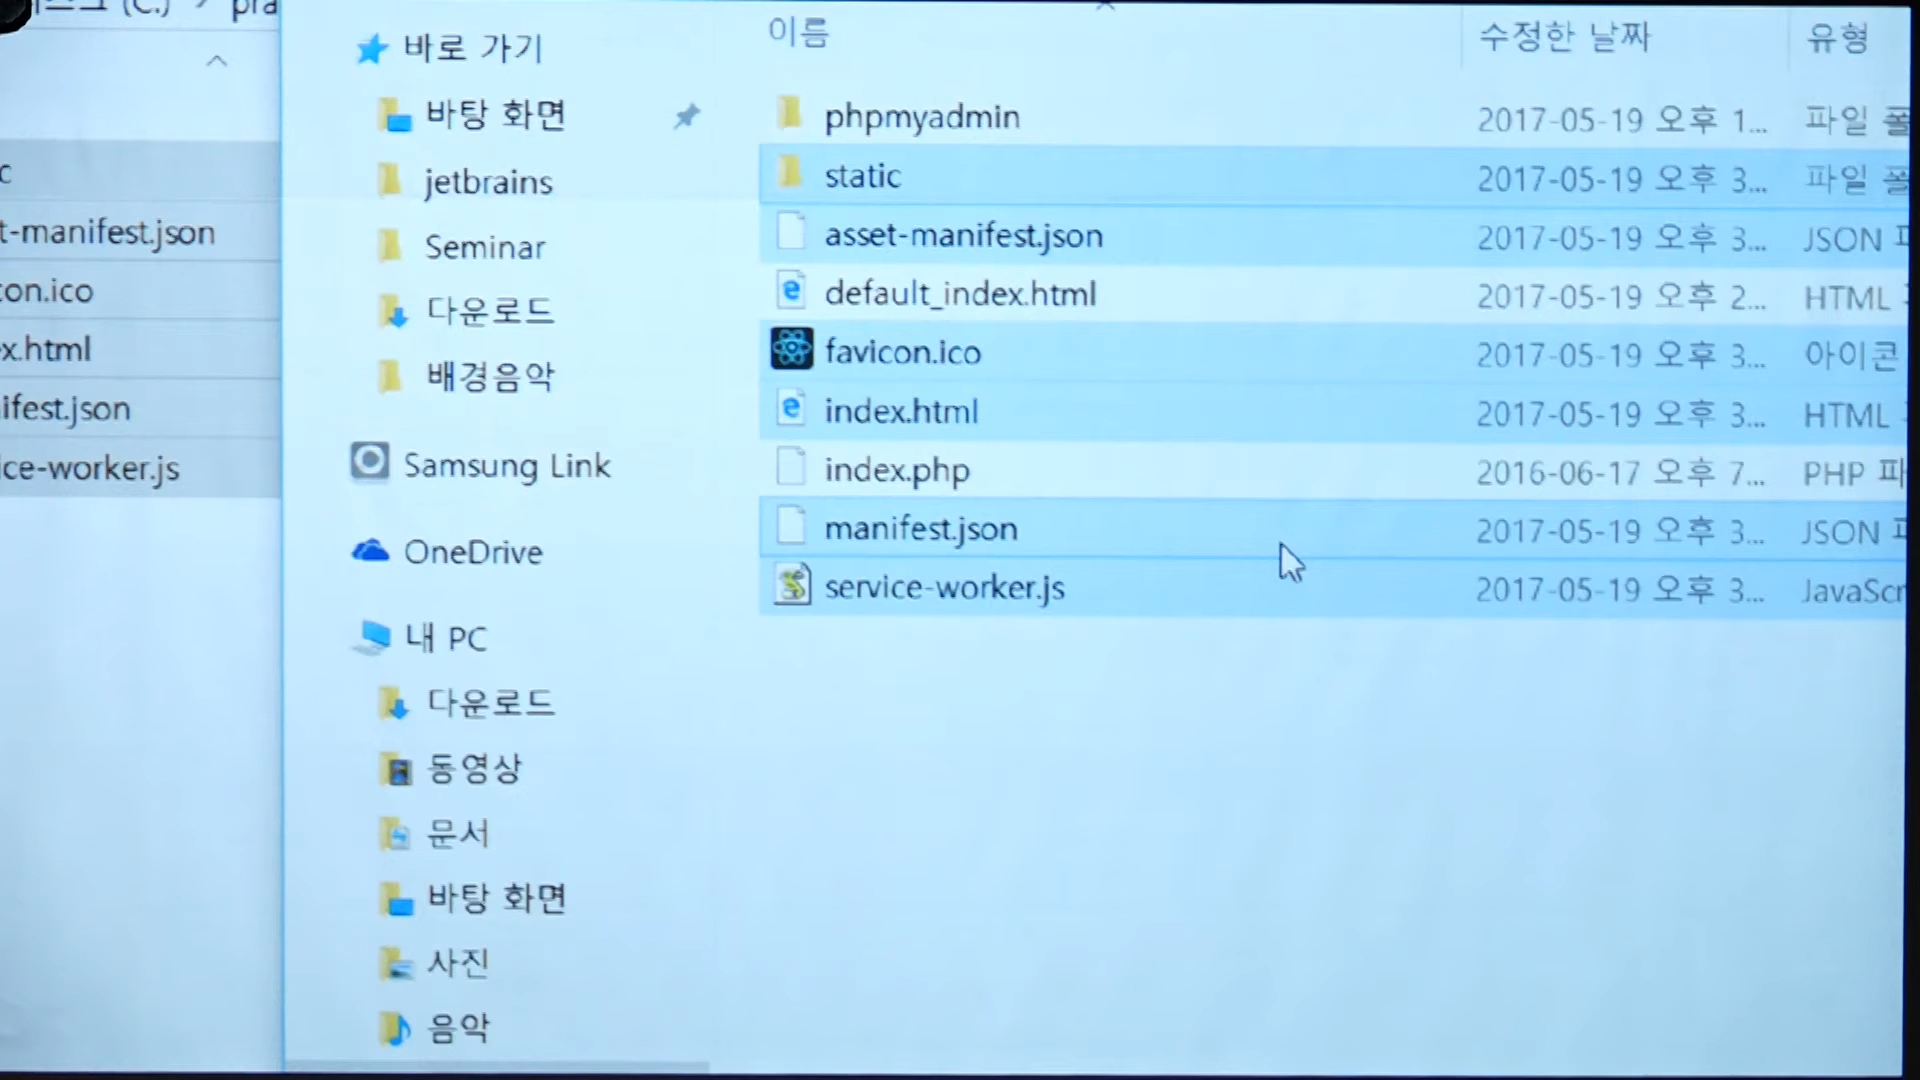 (C:)
t-manifest.json
con.ico
x.html
ifest.json
ice-worker.js
바로 가기
바탕 화면
jetbrains
Seminar
다운로드
배경음악
Samsung Link
OneDrive
내 PC
다운로드
동영상
문서
바탕 화면
사진
음악
이름 수정한 날짜 유형
phpmyadmin 2017-05-19 오후 1... 파일 폴
static 2017-05-19 오후 3... 파일 폴
asset-manifest.json 2017-05-19 오후 3... JSON
default_index.html 2017-05-19 오후 2... HTML
favicon.ico 2017-05-19 오후 3... 아이콘
index.html 2017-05-19 오후 3... HTML
index.php 2016-06-17 오후 7... PHP 파
manifest.json 2017-05-19 오후 3... JSON
service-worker.js 2017-05-19 오후 3... JavaScr